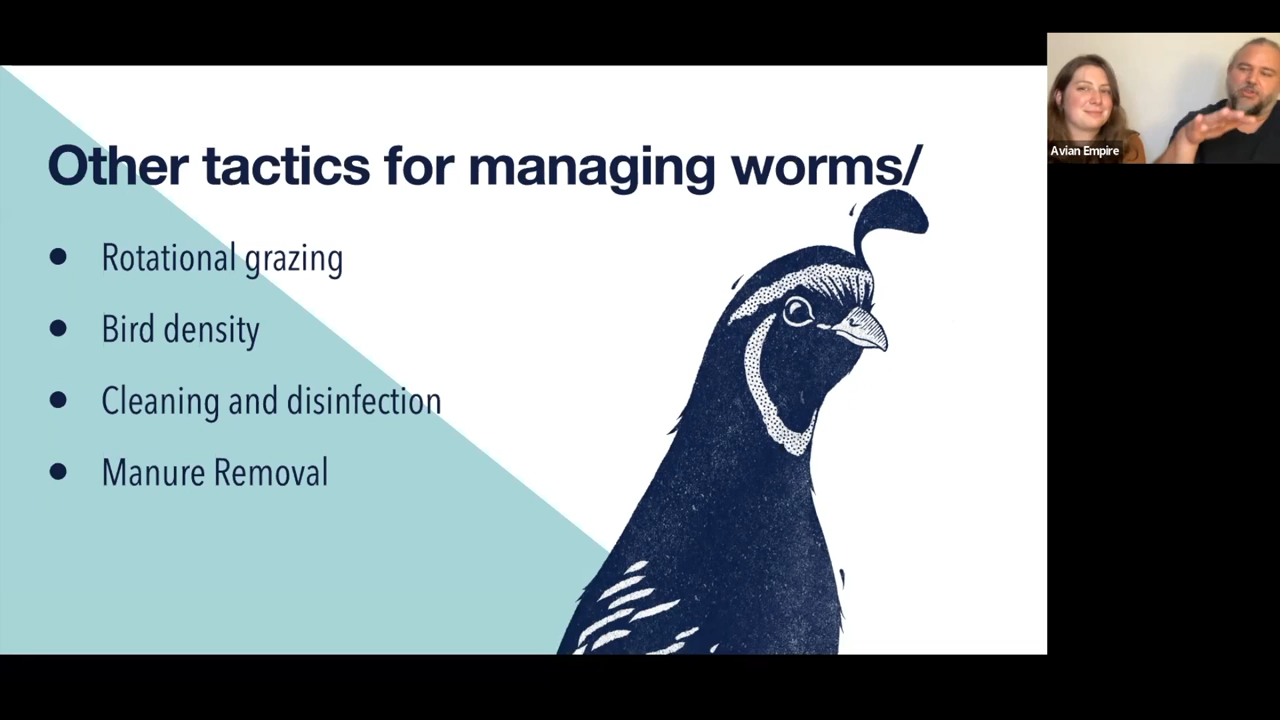 Other tactics for managing worms/
● Rotational grazing
● Bird density
● Cleaning and disinfection
● Manure Removal
Avian Empire